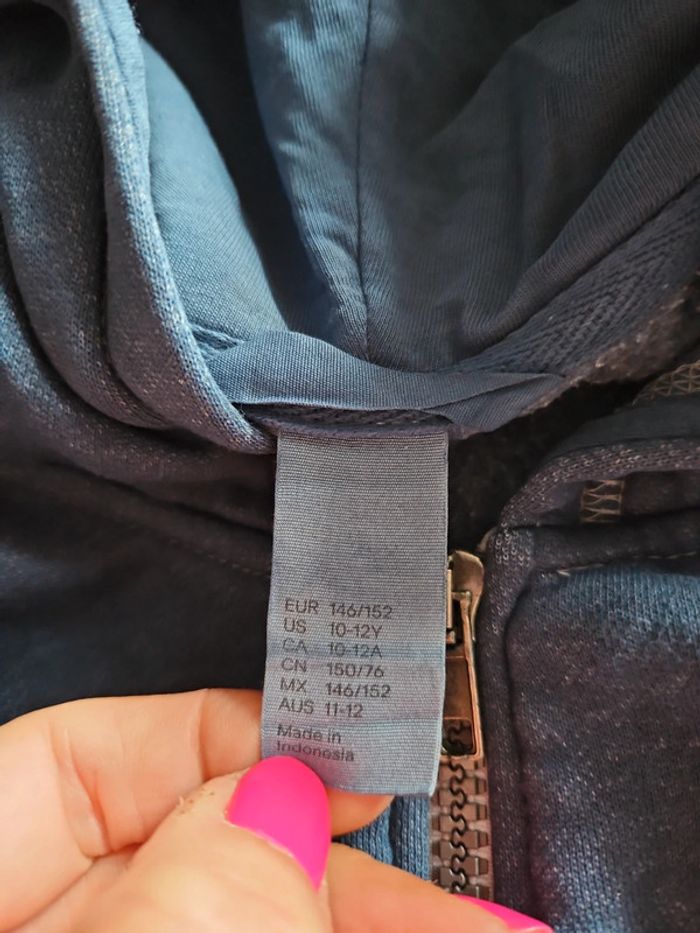 EUR 146/152
US 10-12Y
CA 10-12A
CN 150/76
MX 146/152
AUS 11-12
Made in
Indonesia